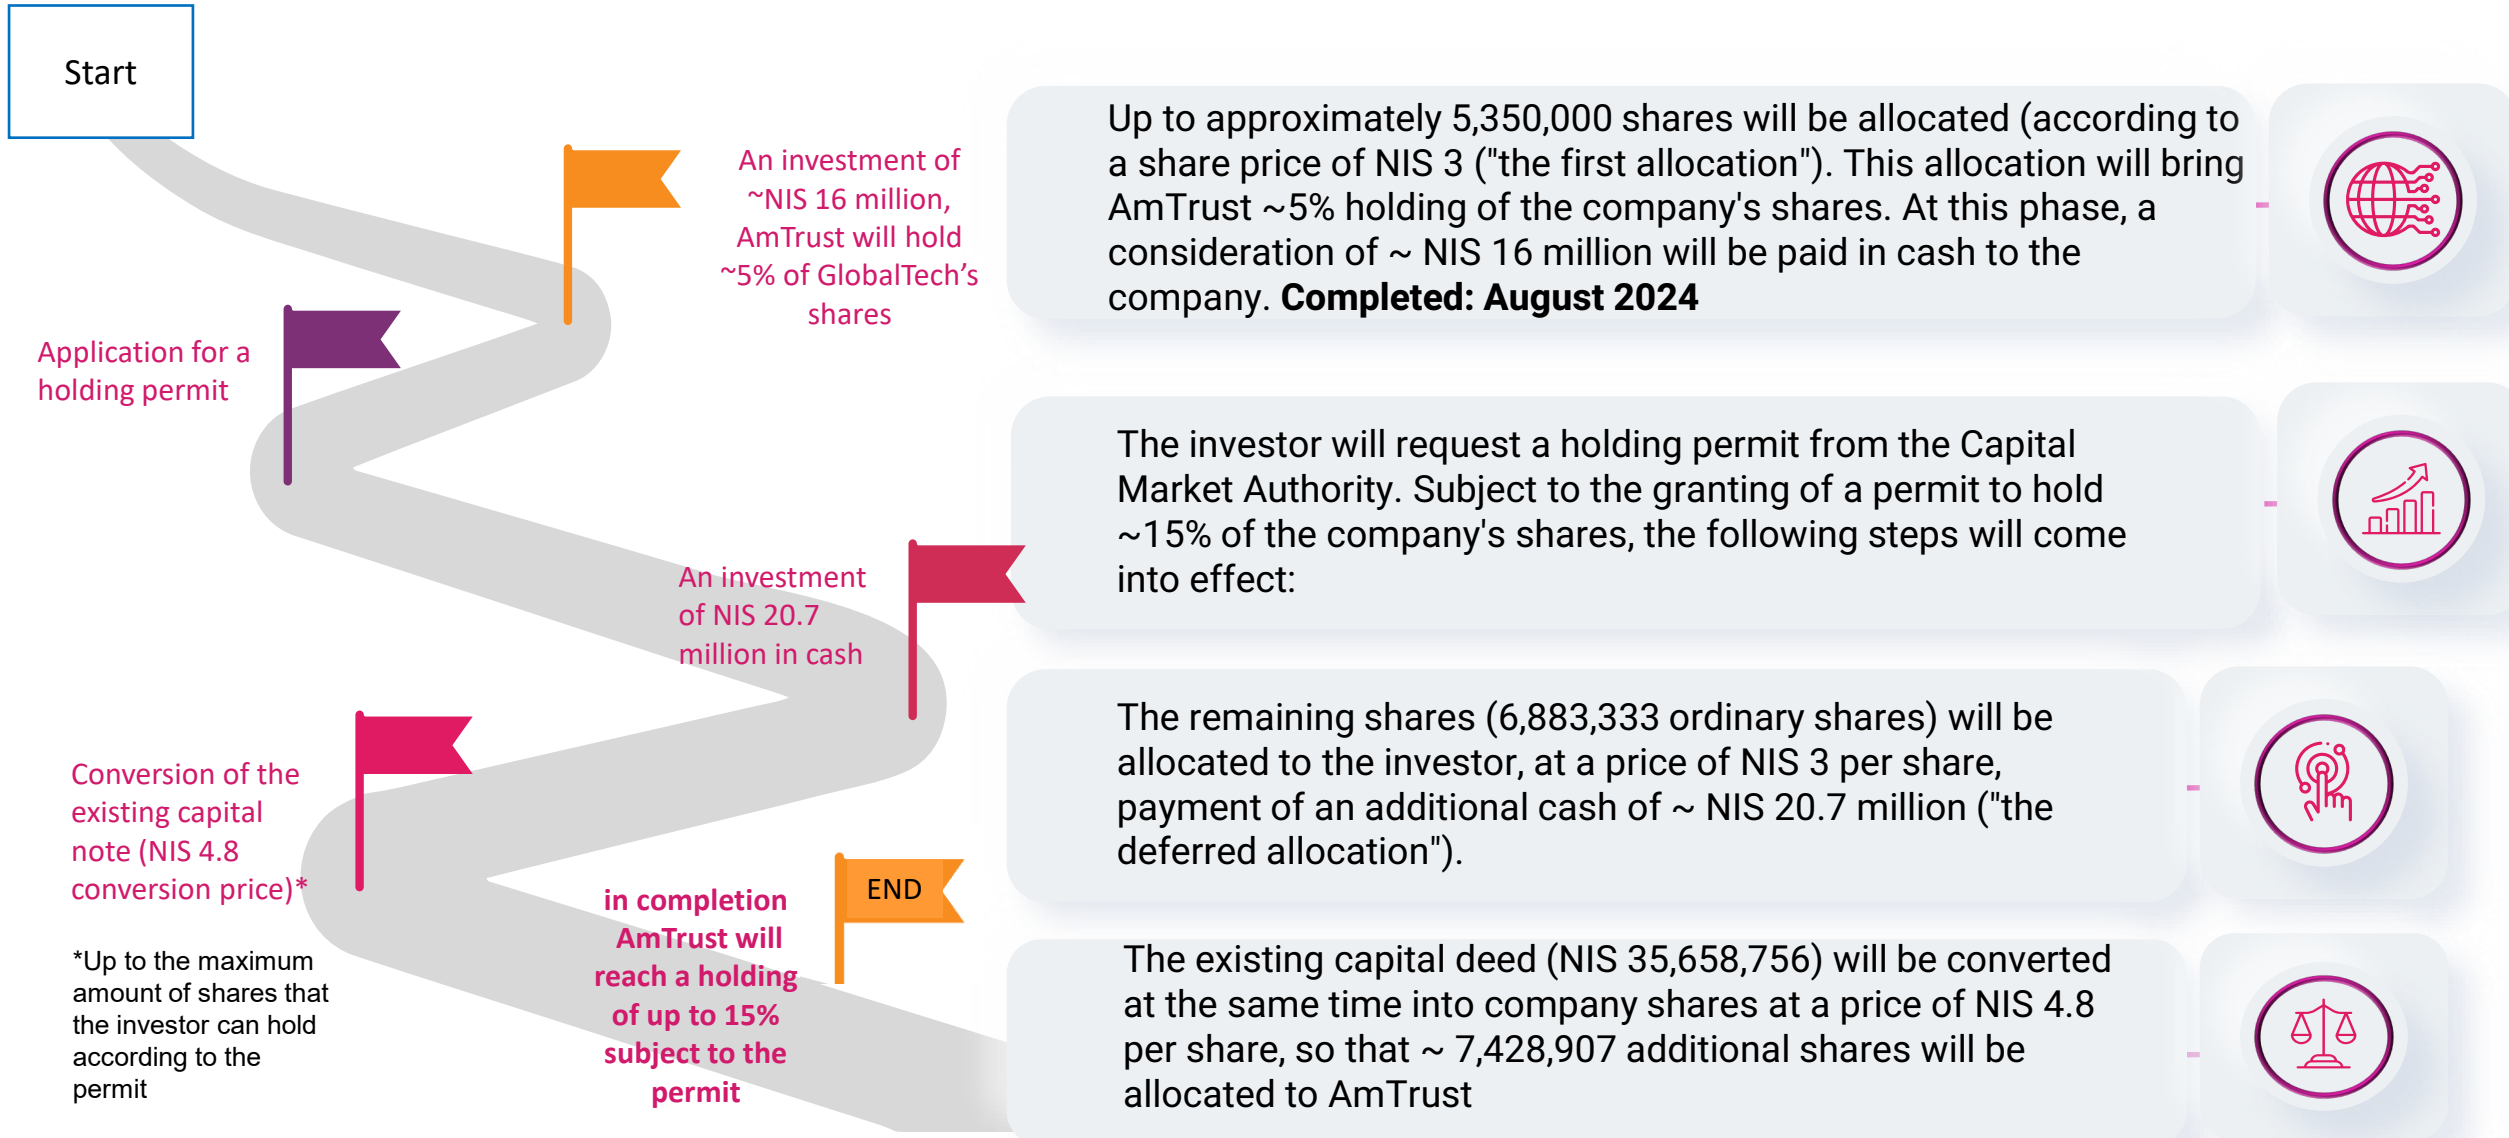 Start
An investment of
~NIS 16 million,
AmTrust will hold
~5% of GlobalTech’s
shares
Up to approximately 5,350,000 shares will be allocated (according to
a share price of NIS 3 ("the first allocation"). This allocation will bring
AmTrust ~5% holding of the company's shares. At this phase, a
consideration of ~ NIS 16 million will be paid in cash to the
company. Completed: August 2024
Application for a
holding permit
The investor will request a holding permit from the Capital
Market Authority. Subject to the granting of a permit to hold
~15% of the company's shares, the following steps will come
into effect:
An investment
of NIS 20.7
million in cash
The remaining shares (6,883,333 ordinary shares) will be
allocated to the investor, at a price of NIS 3 per share,
payment of an additional cash of ~ NIS 20.7 million ("the
deferred allocation").
Conversion of the
existing capital
note (NIS 4.8
conversion price)*
END
in completion
AmTrust will
reach a holding
of up to 15%
subject to the
permit
The existing capital deed (NIS 35,658,756) will be converted
at the same time into company shares at a price of NIS 4.8
per share, so that ~ 7,428,907 additional shares will be
allocated to AmTrust
*Up to the maximum
amount of shares that
the investor can hold
according to the
permit